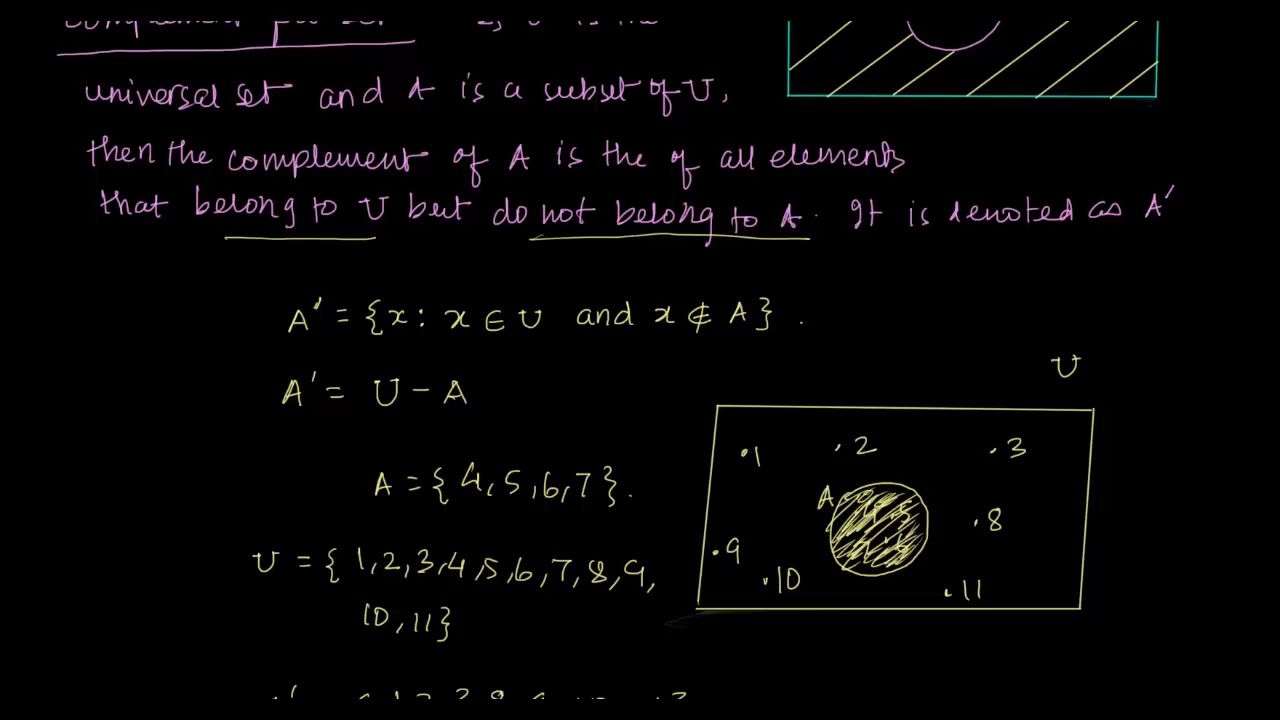 complement
universal set and A is a subset of U,
then the complement of A is the of all elements
that belong to U but do not belong to A. It is denoted as A'
A' = {x: x ∈ U and x ∉ A}.
A' = U - A
U
A = {4,5,6,7}.
.1 .2 .3
A
.8
.9
.10 .11
U = { 1,2,3,4,5,6,7,8,9,
10,11}